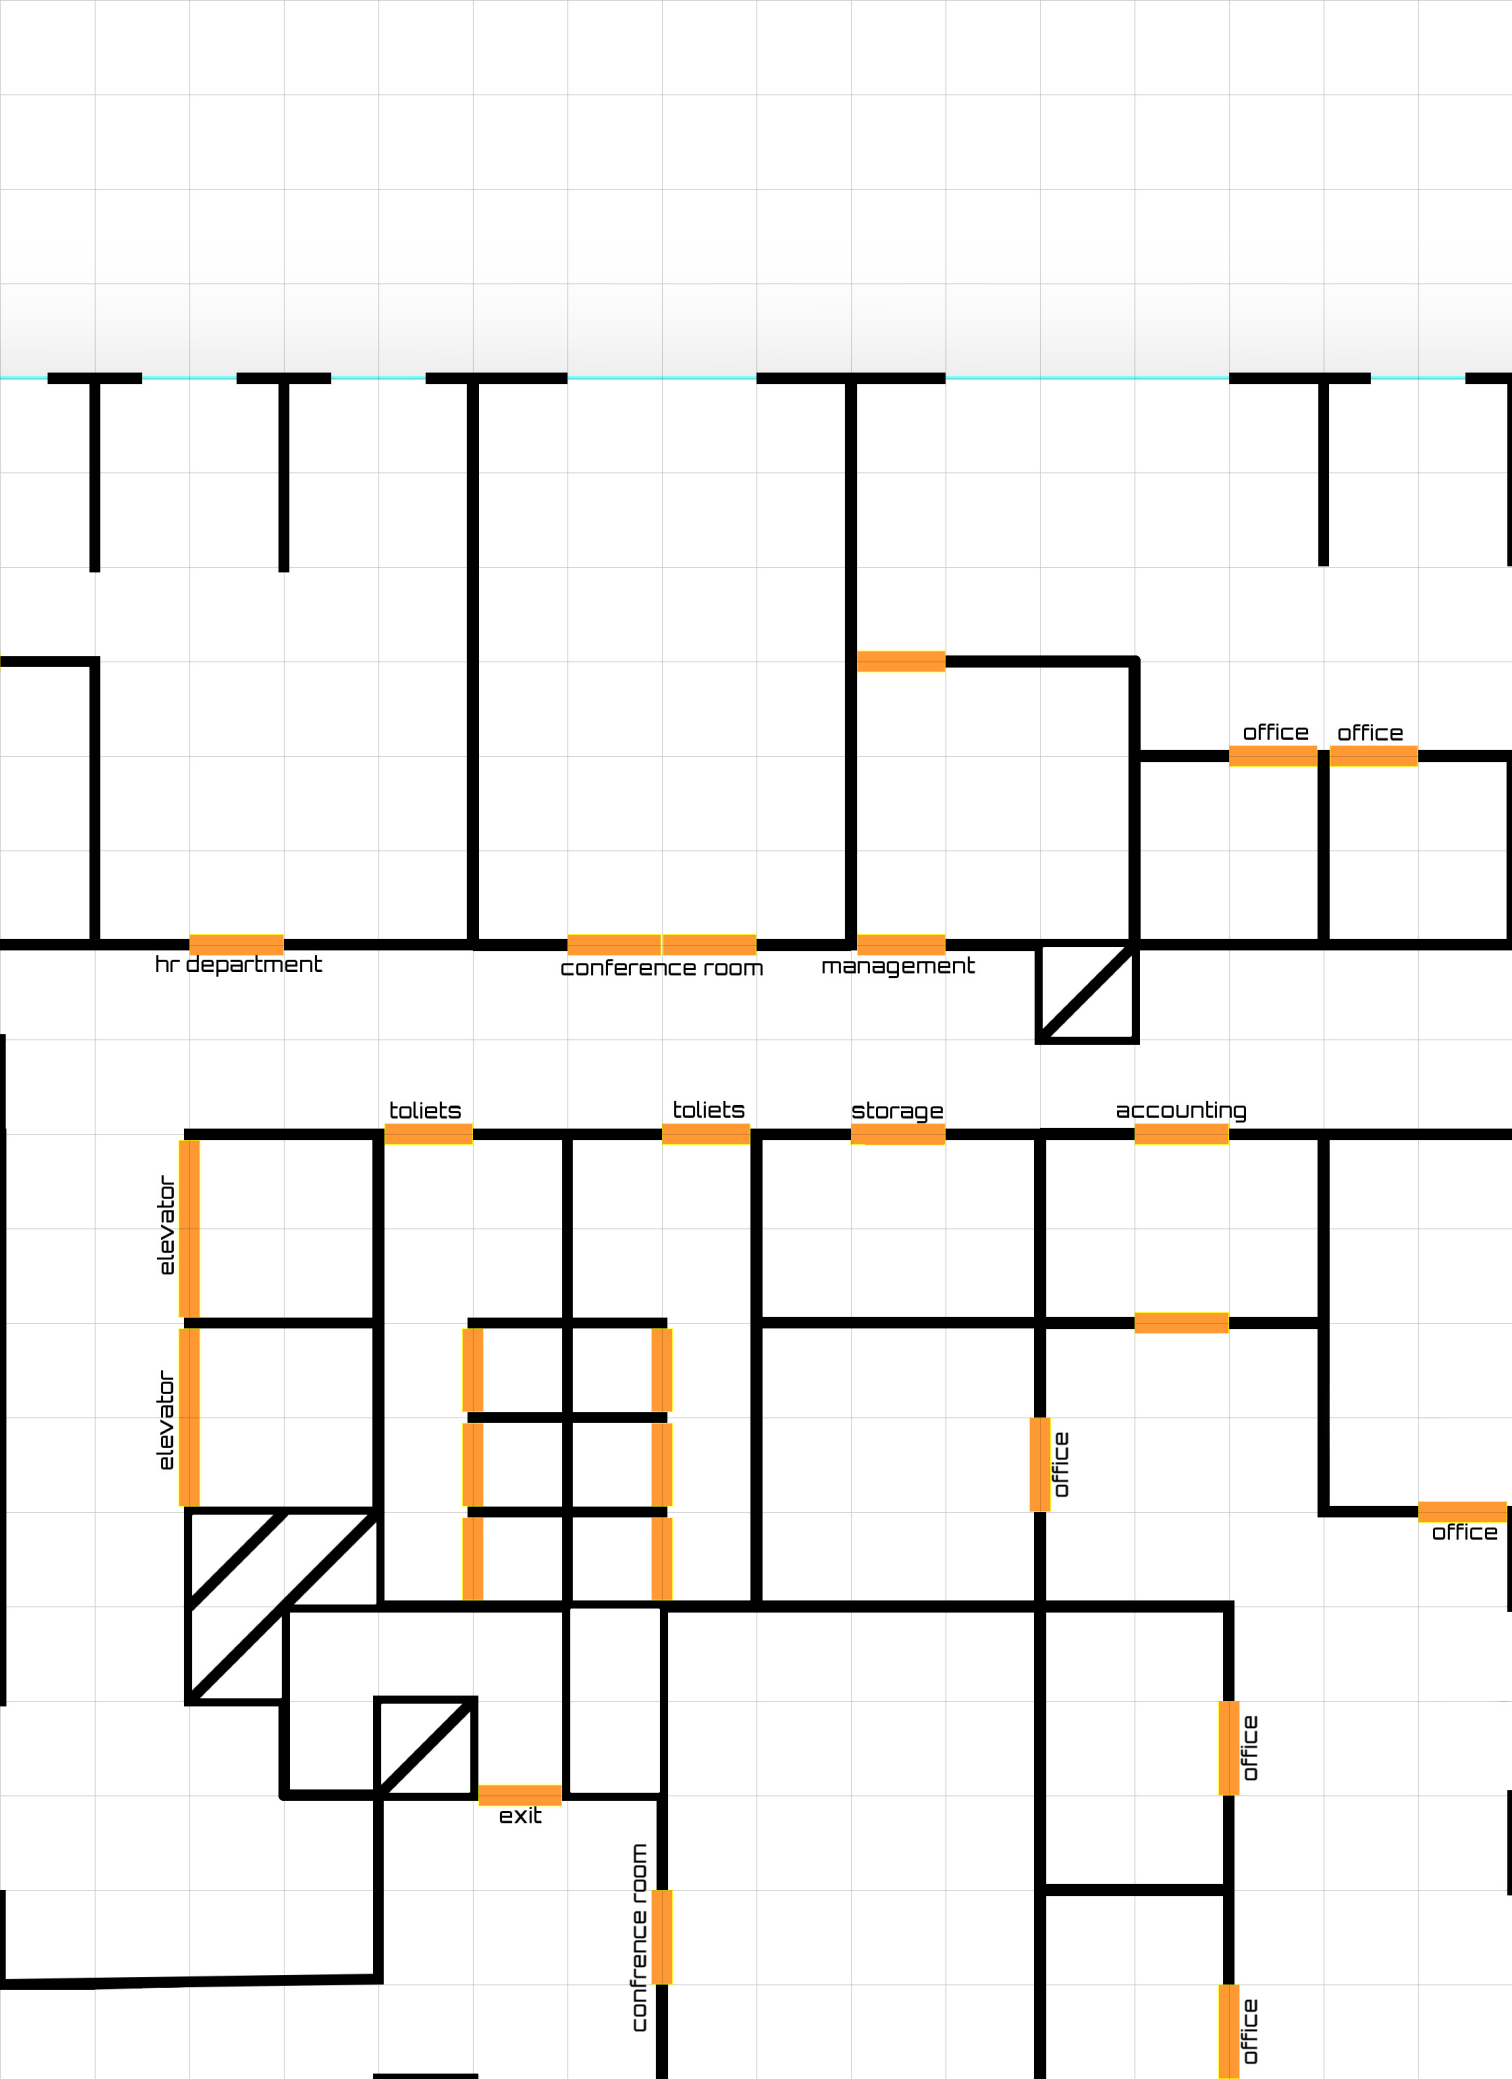 office
office
hr department
conference room
management
toliets
toliets
storage
accounting
elevator
elevator
office
office
office
exit
confrence room
office